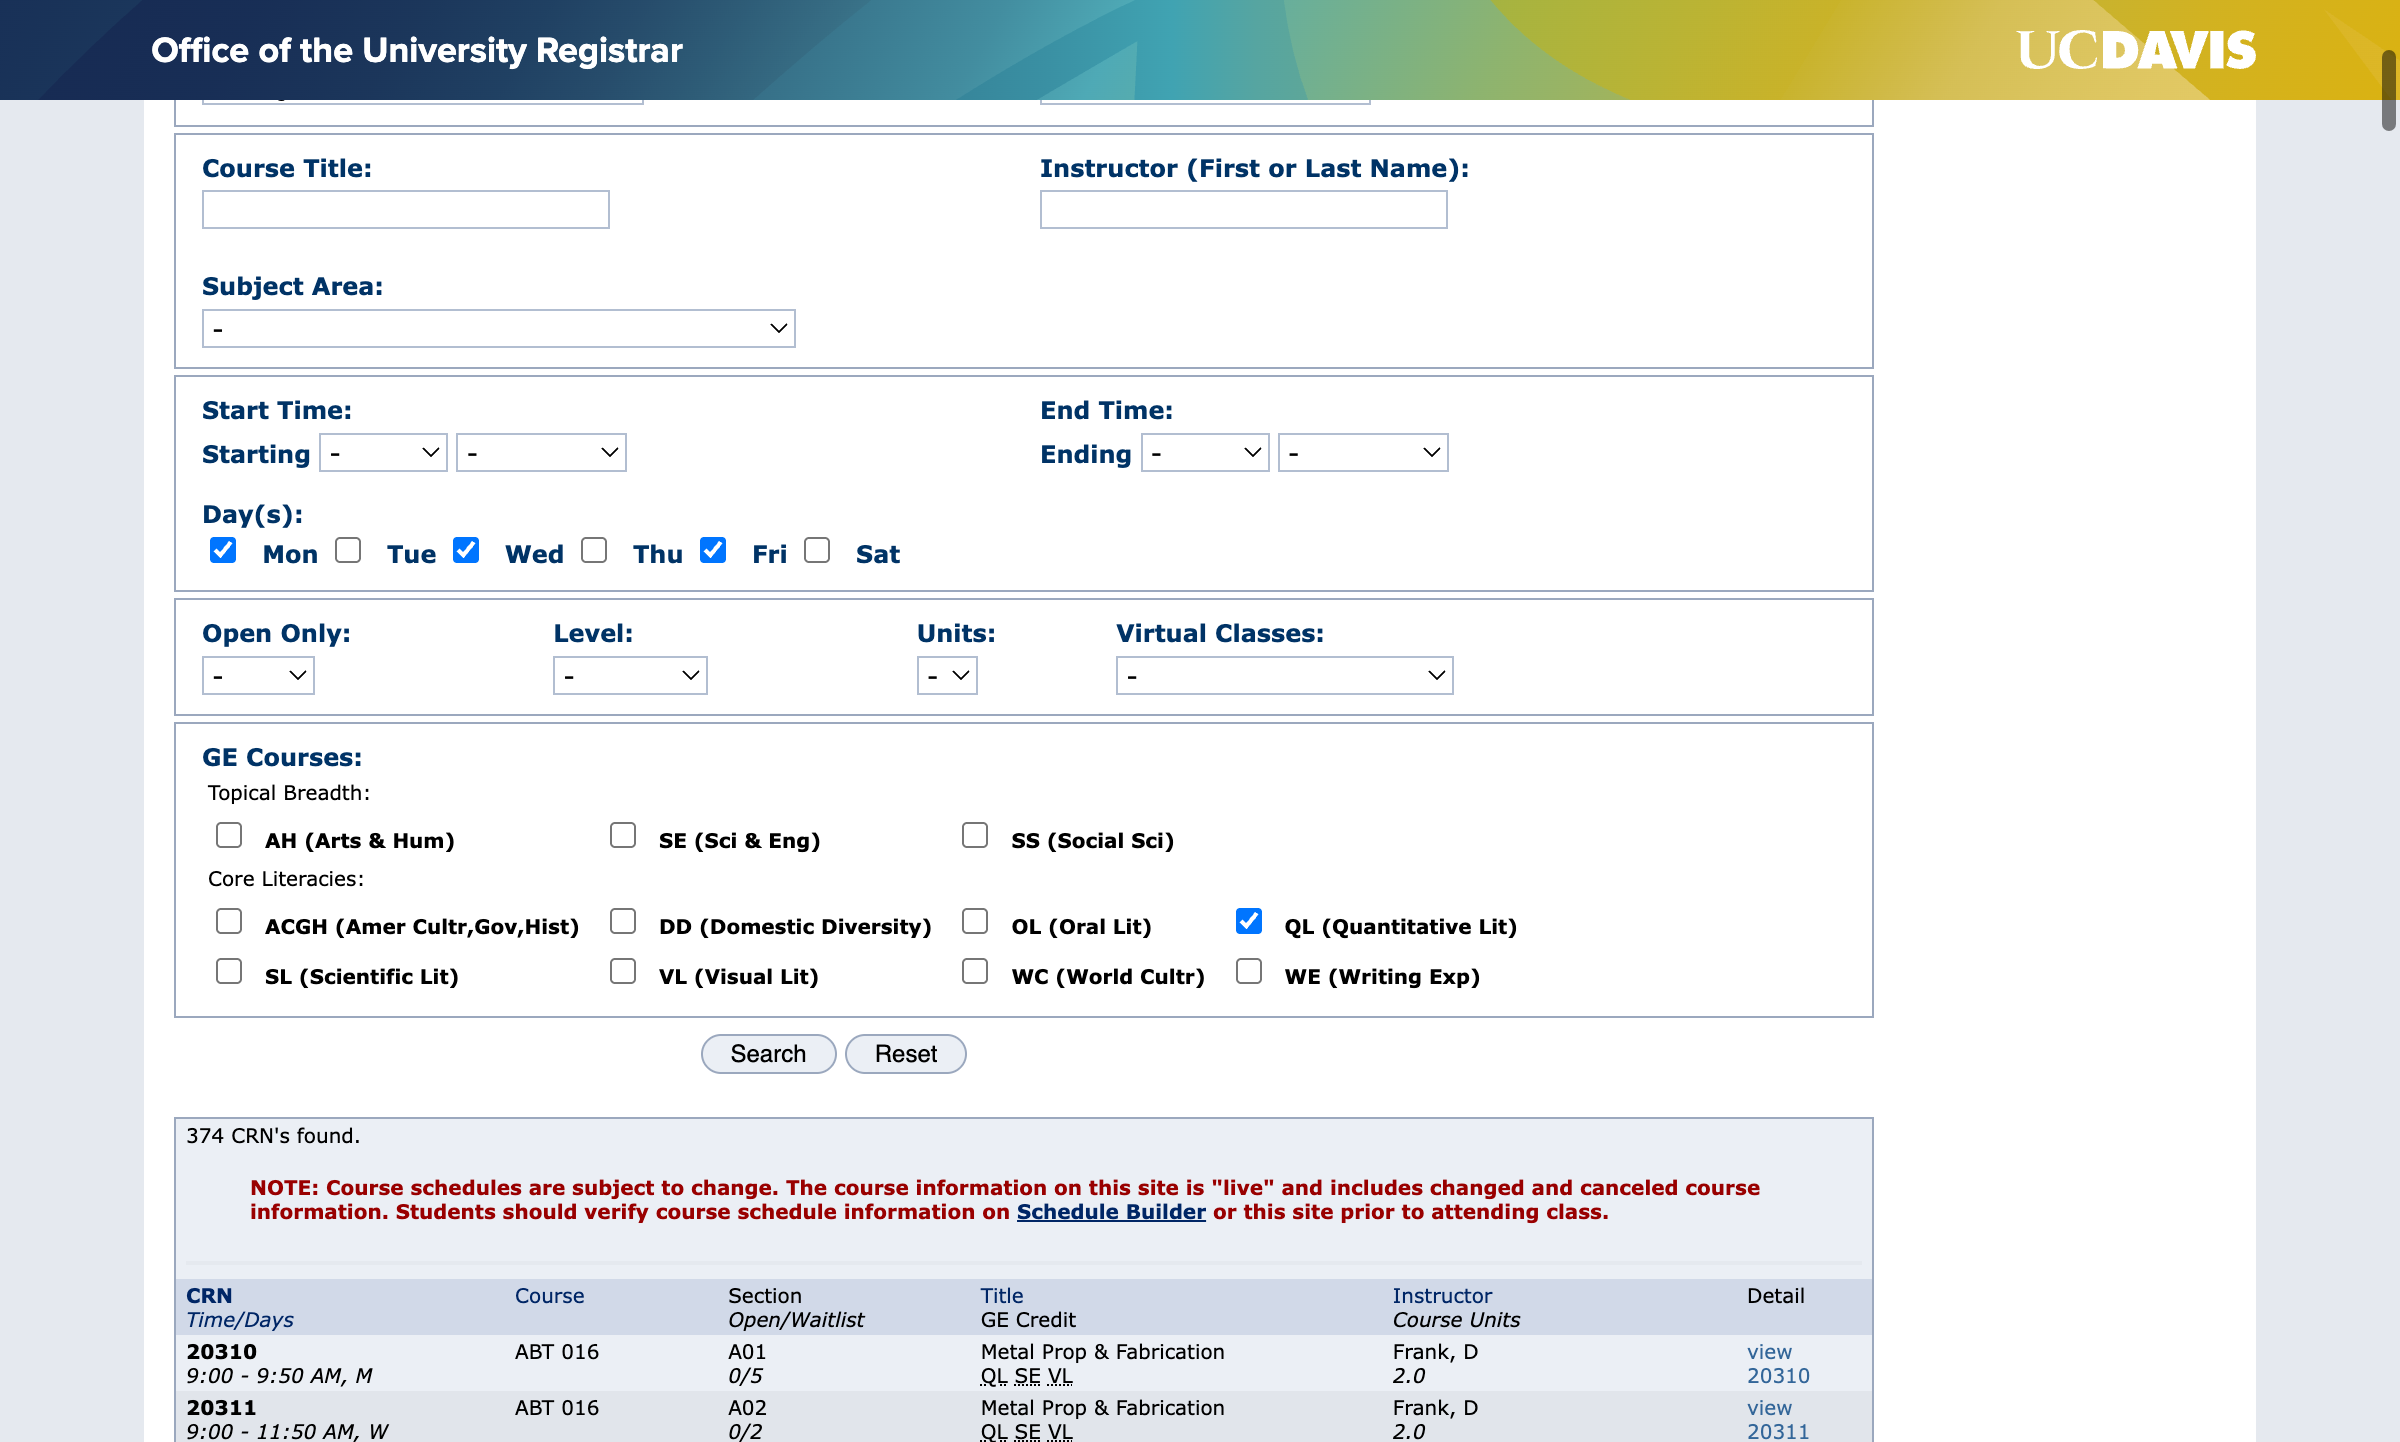 Office of the University Registrar
UCDAVIS
Course Title:
Instructor (First or Last Name):
Subject Area:
-
Start Time:
End Time:
Starting - -
Ending - -
Day(s):
Mon Tue Wed Thu Fri Sat
Open Only:
Level:
Units:
Virtual Classes:
- - - -
GE Courses:
Topical Breadth:
AH (Arts & Hum) SE (Sci & Eng) SS (Social Sci)
Core Literacies:
ACGH (Amer Cultr,Gov,Hist) DD (Domestic Diversity) OL (Oral Lit) QL (Quantitative Lit)
SL (Scientific Lit) VL (Visual Lit) WC (World Cultr) WE (Writing Exp)
Search Reset
374 CRN's found.
NOTE: Course schedules are subject to change. The course information on this site is "live" and includes changed and canceled course
information. Students should verify course schedule information on Schedule Builder or this site prior to attending class.
CRN Course Section Title Instructor Detail
Time/Days Open/Waitlist GE Credit Course Units
20310 ABT 016 A01 Metal Prop & Fabrication Frank, D view
9:00 - 9:50 AM, M 0/5 QL SE VL 2.0 20310
20311 ABT 016 A02 Metal Prop & Fabrication Frank, D view
9:00 - 11:50 AM, W 0/2 QL SE VL 2.0 20311